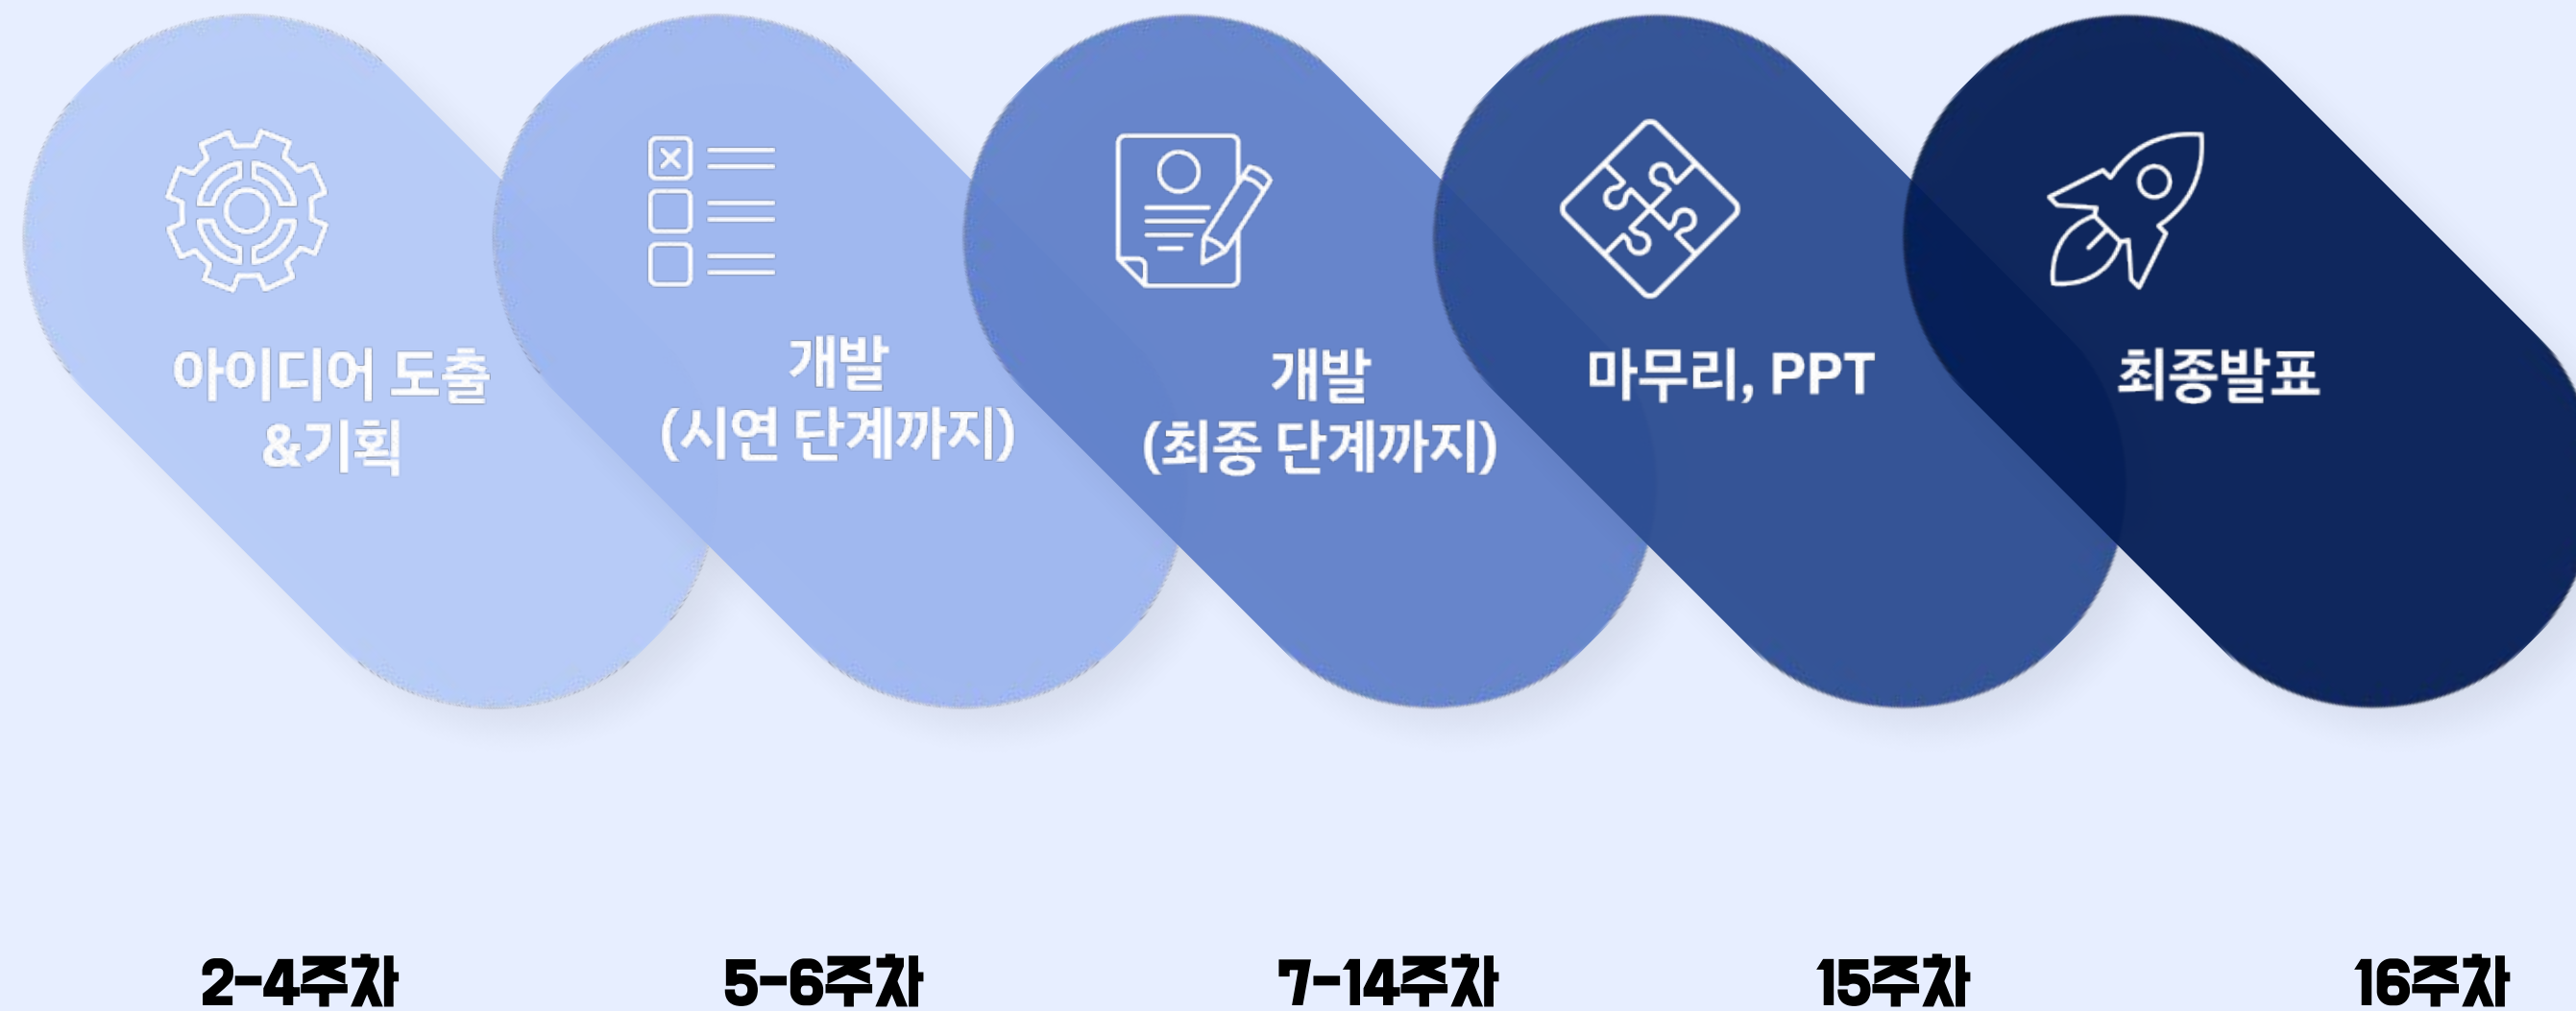 아이디어 도출
&기획
개발
(시연 단계까지)
개발
(최종 단계까지)
마무리, PPT
최종발표
2-4주차
5-6주차
7-14주차
15주차
16주차